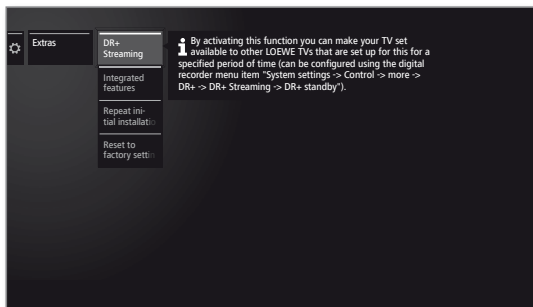 Extras
DR+
Streaming
Integrated
features
Repeat ini-
tial installatio
Reset to
factory settin
i By activating this function you can make your TV set
available to other LOEWE TVs that are set up for this for a
specified period of time (can be configured using the digital
recorder menu item "System settings -> Control -> more ->
DR+ -> DR+ Streaming -> DR+ standby").